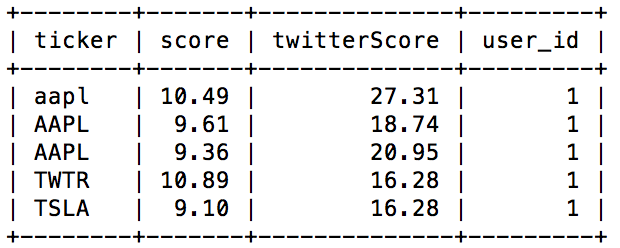 +--------+-------+--------------+---------+
| ticker | score | twitterScore | user_id |
+--------+-------+--------------+---------+
| aapl   | 10.49 |        27.31 |       1 |
| AAPL   |  9.61 |        18.74 |       1 |
| AAPL   |  9.36 |        20.95 |       1 |
| TWTR   | 10.89 |        16.28 |       1 |
| TSLA   |  9.10 |        16.28 |       1 |
+--------+-------+--------------+---------+